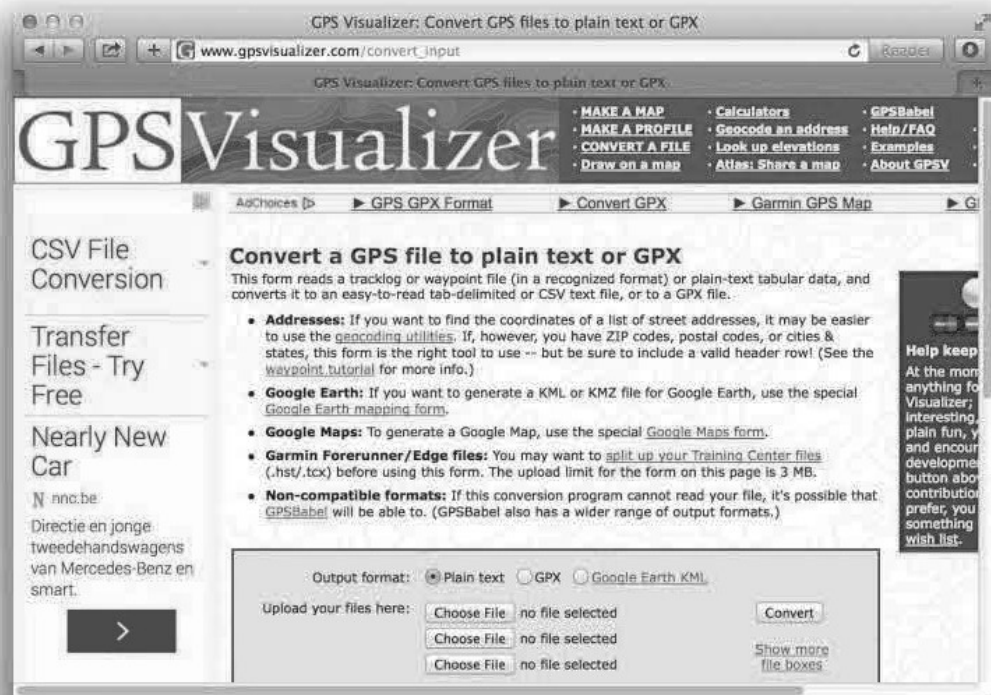 GPS Visualizer: Convert GPS files to plain text or GPX
www.gpsvisualizer.com/convert_input
Reader
GPS Visualizer: Convert GPS files to plain text or GPX
GPSVisualizer
· MAKE A MAP
· MAKE A PROFILE
· CONVERT A FILE
· Draw on a map
· Calculators
· Geocode an address
· Look up elevations
· Atlas: Share a map
· GPSBabel
· Help/FAQ
· Examples
· About GPSV
AdChoices
▶ GPS GPX Format
▶ Convert GPX
▶ Garmin GPS Map
CSV File
Conversion
Transfer
Files - Try
Free
Nearly New
Car
N nnc.be
Directie en jonge
tweedehandswagens
van Mercedes-Benz en
smart.
Convert a GPS file to plain text or GPX
This form reads a tracklog or waypoint file (in a recognized format) or plain-text tabular data, and
converts it to an easy-to-read tab-delimited or CSV text file, or to a GPX file.
• Addresses: If you want to find the coordinates of a list of street addresses, it may be easier
to use the geocoding utilities. If, however, you have ZIP codes, postal codes, or cities &
states, this form is the right tool to use -- but be sure to include a valid header row! (See the
waypoint tutorial for more info.)
• Google Earth: If you want to generate a KML or KMZ file for Google Earth, use the special
Google Earth mapping form.
• Google Maps: To generate a Google Map, use the special Google Maps form.
• Garmin Forerunner/Edge files: You may want to split up your Training Center files
(.hst/.tcx) before using this form. The upload limit for the form on this page is 3 MB.
• Non-compatible formats: If this conversion program cannot read your file, it's possible that
GPSBabel will be able to. (GPSBabel also has a wider range of output formats.)
Output format: Plain text GPX Google Earth KML
Upload your files here: Choose File no file selected Convert
Choose File no file selected
Choose File no file selected
Show more
file boxes
Help keep
At the mom
anything fo
Visualizer;
interesting,
plain fun, y
and encour
developme
button abov
contribution
prefer, you
something
wish list.